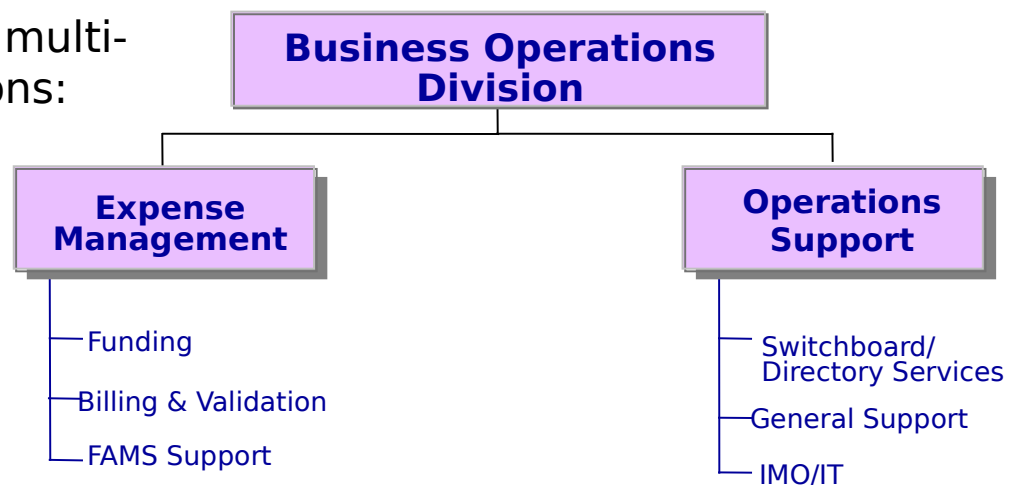 multi-
ons:
Business Operations
Division
Expense
Management
Operations
Support
Funding
Billing & Validation
FAMS Support
Switchboard/
Directory Services
General Support
IMO/IT